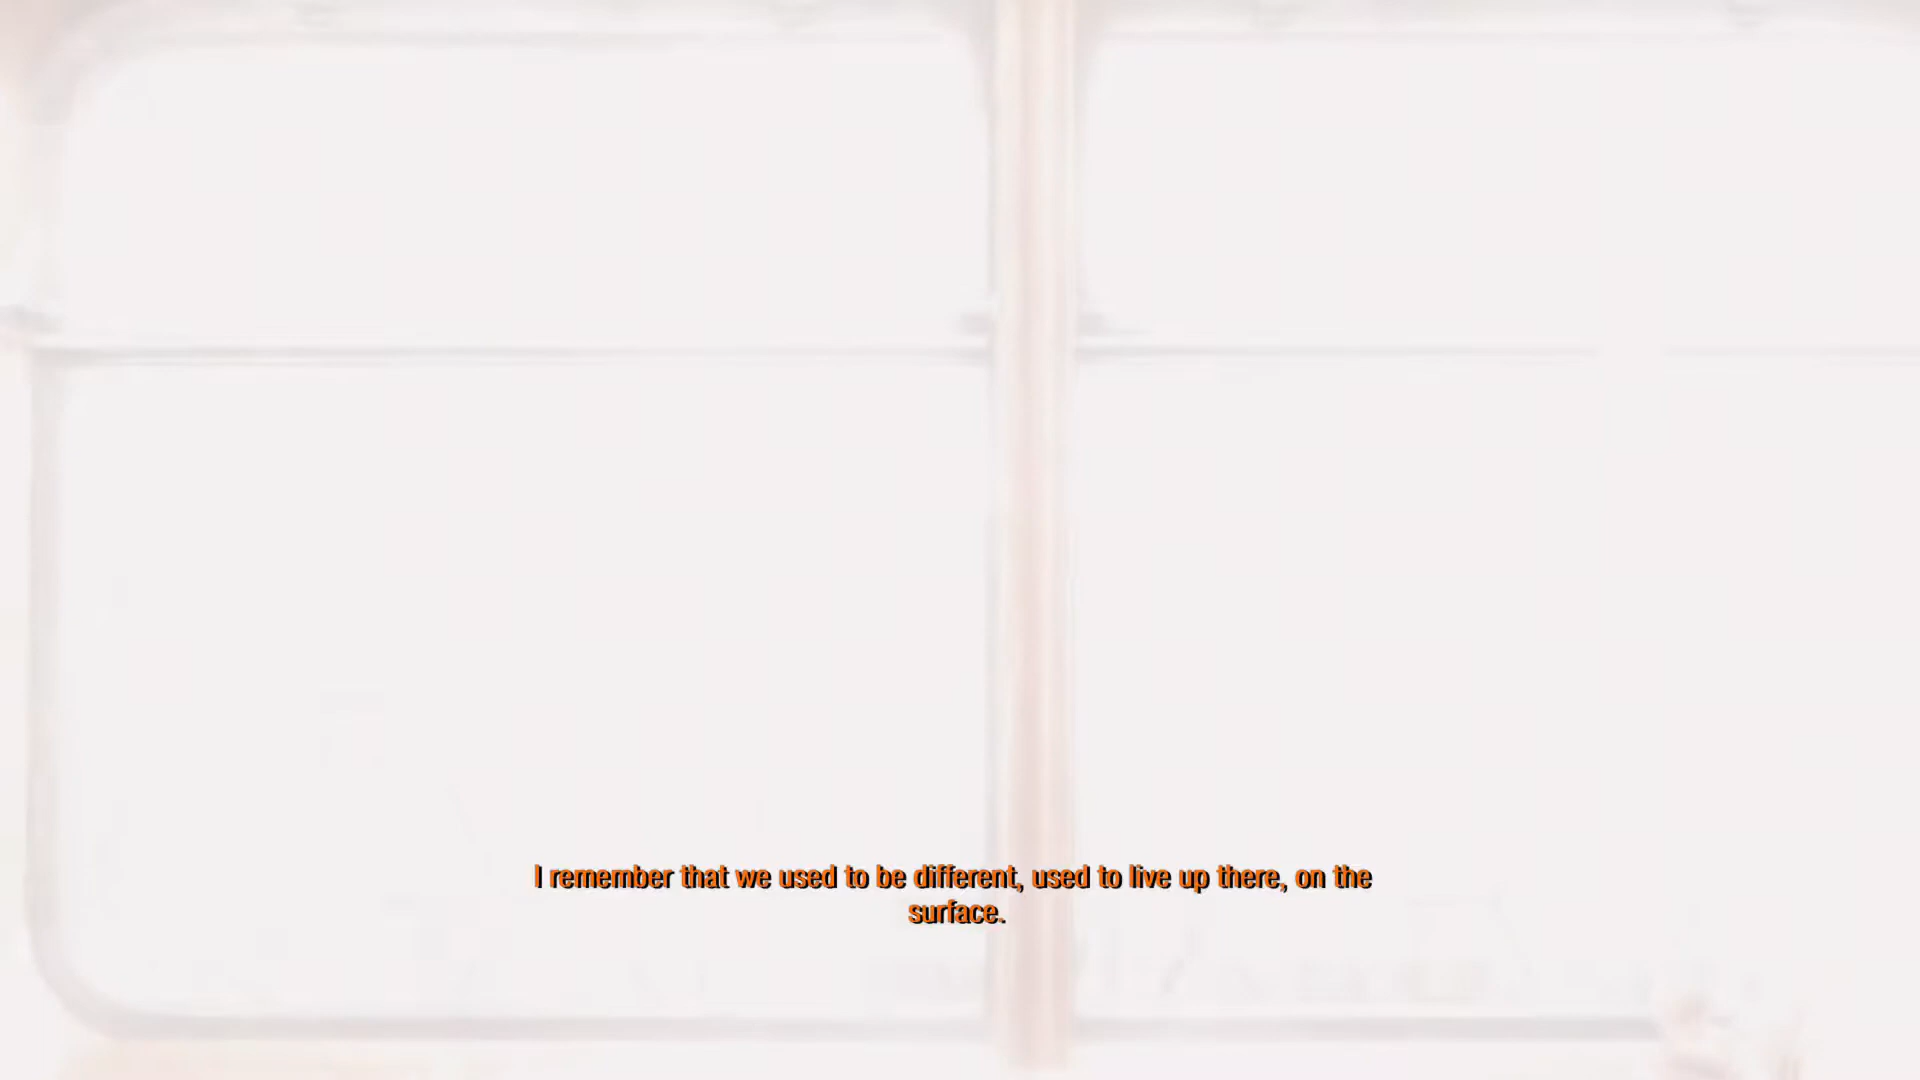 I remember that we used to be different, used to live up there, on the
surface.